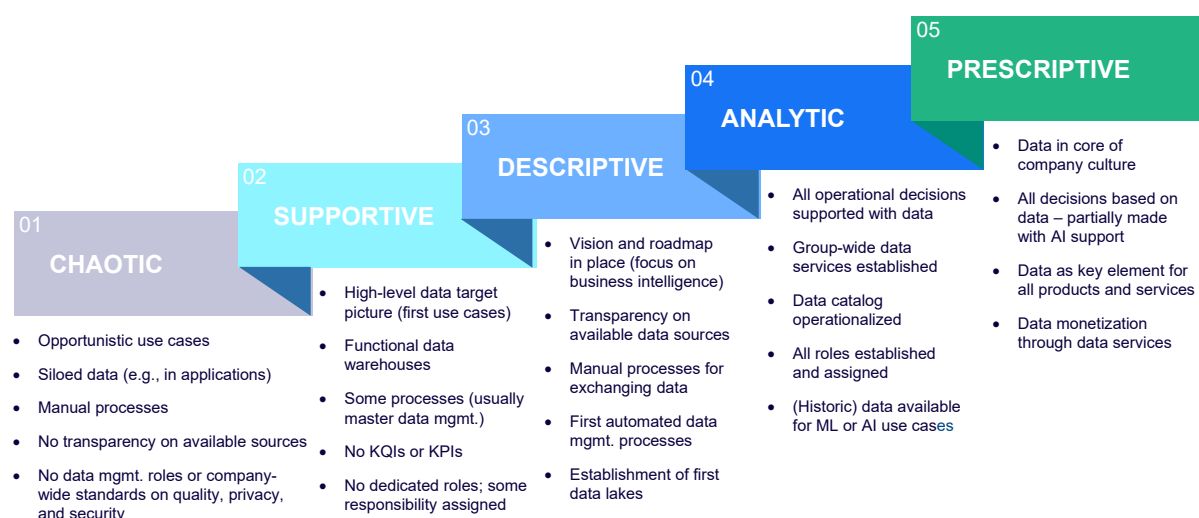 01
CHAOTIC
• Opportunistic use cases
• Siloed data (e.g., in applications)
• Manual processes
• No transparency on available sources
• No data mgmt. roles or company-
wide standards on quality, privacy,
and security
02
SUPPORTIVE
• High-level data target
picture (first use cases)
• Functional data
warehouses
• Some processes (usually
master data mgmt.)
• No KQIs or KPIs
• No dedicated roles; some
responsibility assigned
03
DESCRIPTIVE
• Vision and roadmap
in place (focus on
business intelligence)
• Transparency on
available data sources
• Manual processes for
exchanging data
• First automated data
mgmt. processes
• Establishment of first
data lakes
04
ANALYTIC
• All operational decisions
supported with data
• Group-wide data
services established
• Data catalog
operationalized
• All roles established
and assigned
• (Historic) data available
for ML or AI use cases
05
PRESCRIPTIVE
• Data in core of
company culture
• All decisions based on
data – partially made
with AI support
• Data as key element for
all products and services
• Data monetization
through data services